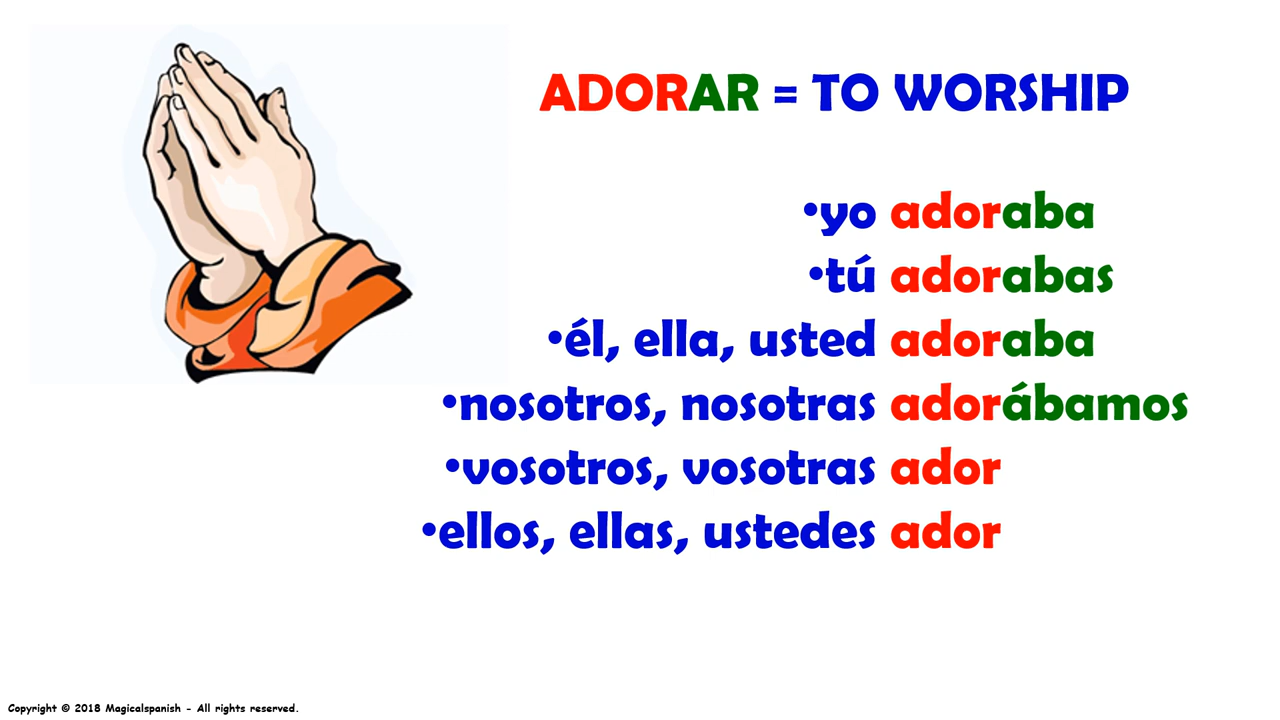 ADORAR = TO WORSHIP
•yo adoraba
•tú adorabas
•él, ella, usted adoraba
•nosotros, nosotras adorábamos
•vosotros, vosotras ador
•ellos, ellas, ustedes ador
Copyright © 2018 Magicalspanish - All rights reserved.